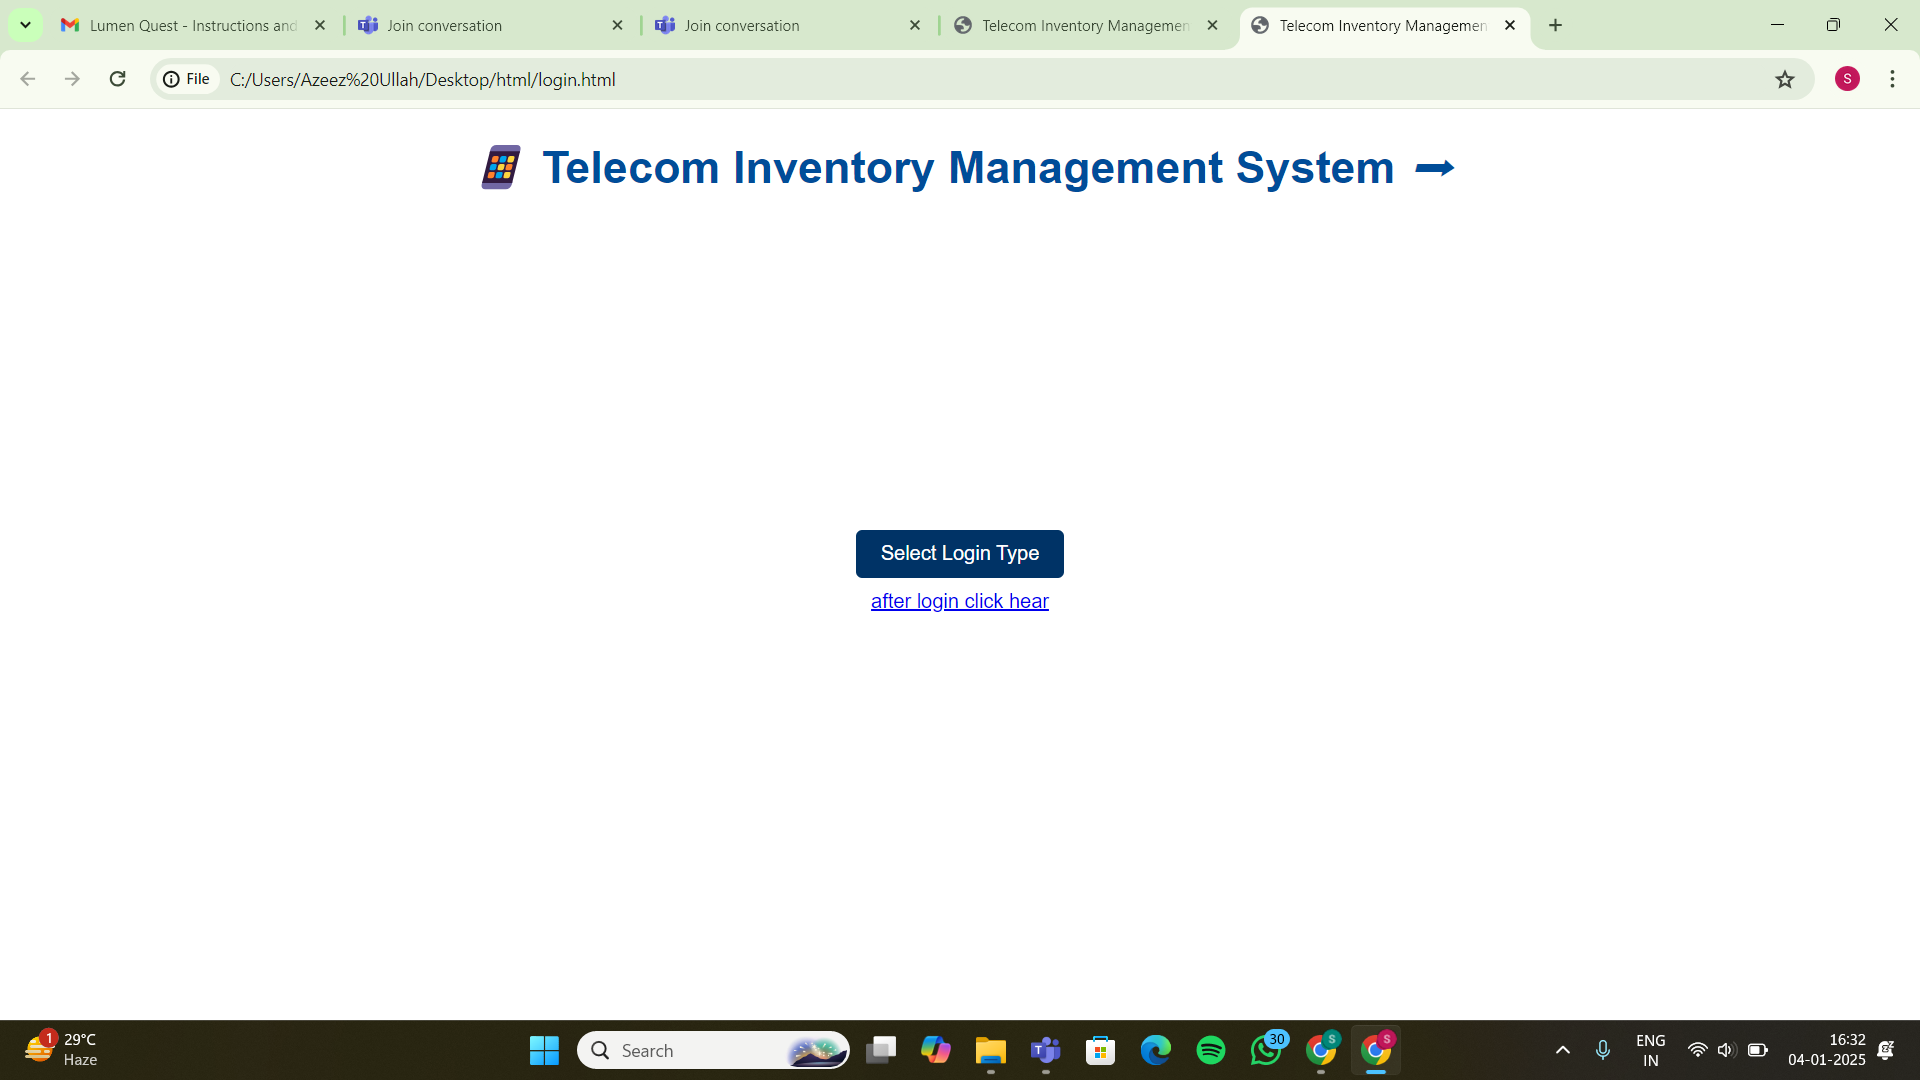 Lumen Quest - Instructions and
Join conversation
Join conversation
Telecom Inventory Managemen
Telecom Inventory Managemen
File
C:/Users/Azeez%20Ullah/Desktop/html/login.html
S
Telecom Inventory Management System
Select Login Type
after login click hear
1
29°C
Haze
Search
30
S
S
ENG
IN
16:32
04-01-2025